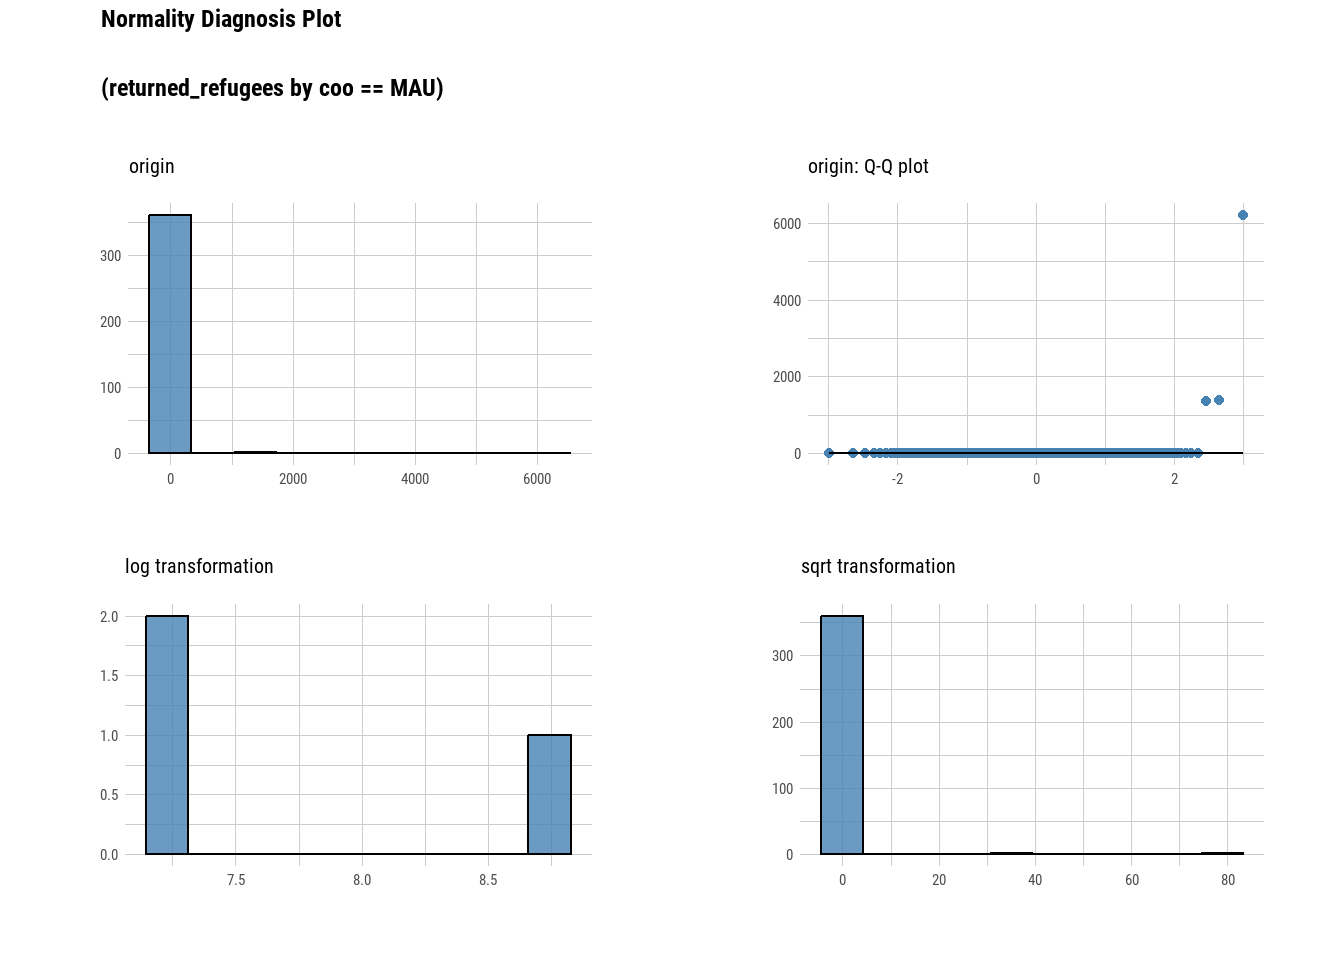 Normality Diagnosis Plot
(returned_refugees by coo == MAU)
origin
300
200
100
0
0 2000 4000 6000
origin: Q-Q plot
6000
4000
2000
0
-2 0 2
log transformation
2.0
1.5
1.0
0.5
0.0
7.5 8.0 8.5
sqrt transformation
300
200
100
0
0 20 40 60 80